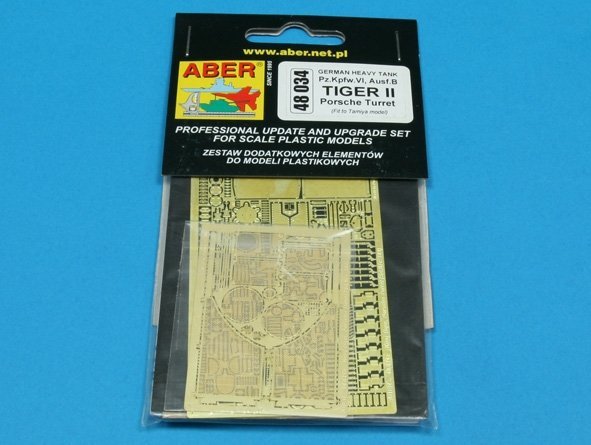 www.aber.net.pl
ABER®
SINCE 1995
48 034
GERMAN HEAVY TANK
Pz.Kpfw.VI, Ausf.B
TIGER II
Porsche Turret
(Fit to Tamiya model)
PROFESSIONAL UPDATE AND UPGRADE SET
FOR SCALE PLASTIC MODELS
ZESTAW DODATKOWYCH ELEMENTÓW
DO MODELI PLASTIKOWYCH